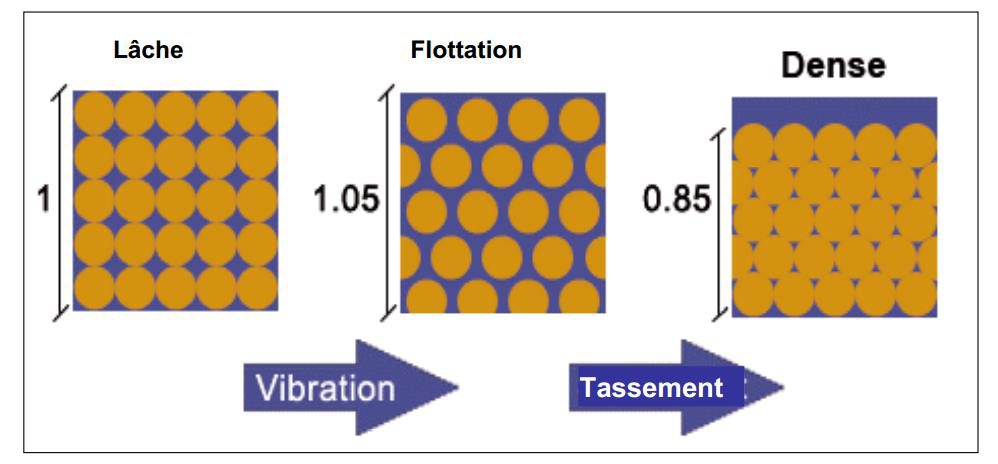 Lâche
Flottation
Dense
1
1.05
0.85
Vibration
Tassement